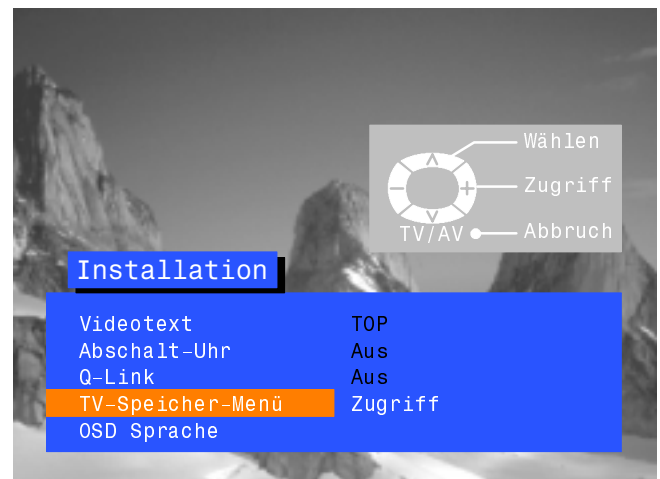 Wählen
Zugriff
TV/AV Abbruch
Installation
Videotext TOP
Abschalt-Uhr Aus
Q-Link Aus
TV-Speicher-Menü Zugriff
OSD Sprache